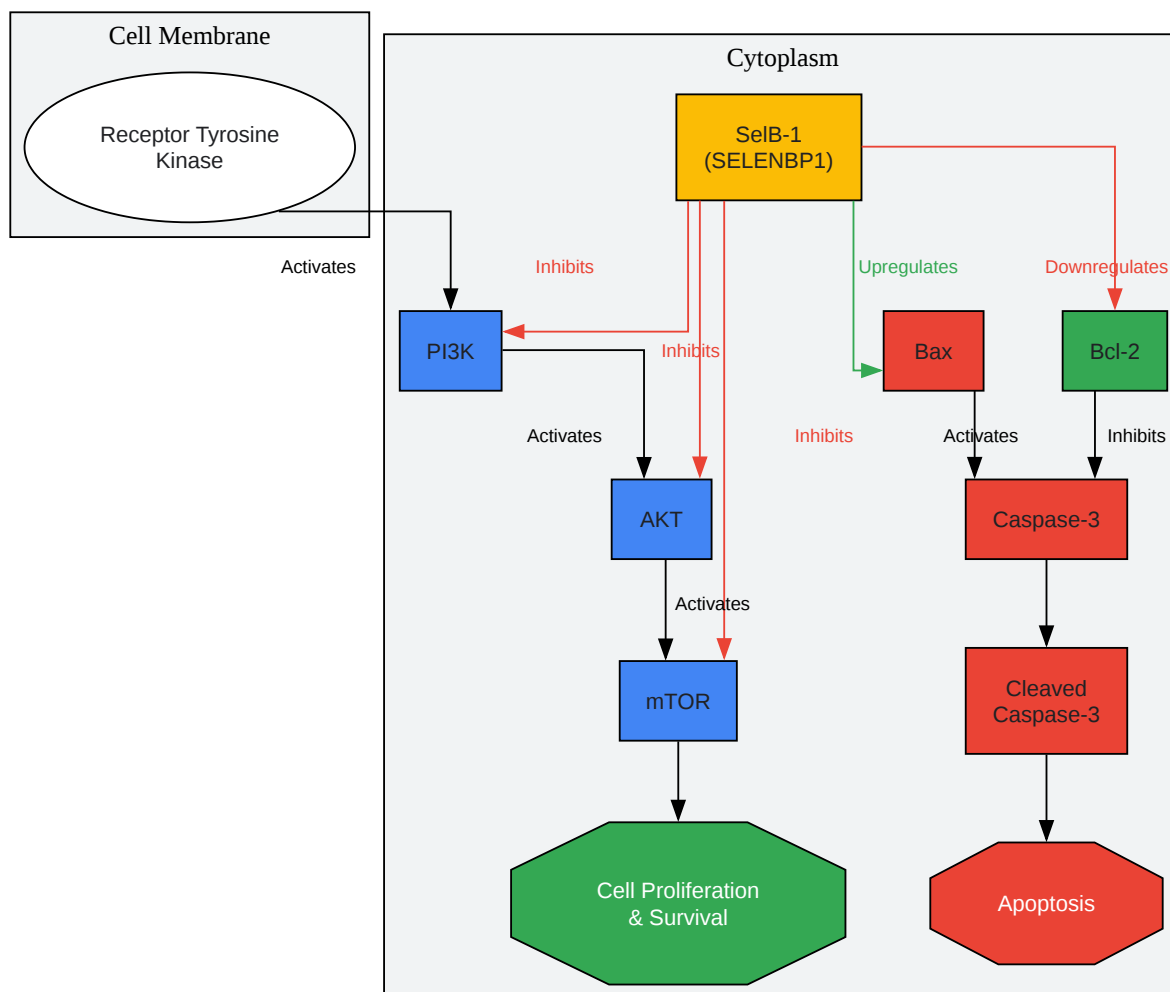 Cell Membrane
Receptor Tyrosine
Kinase
Cytoplasm
SelB-1
(SELENBP1)
Activates
Inhibits
Upregulates
Downregulates
PI3K
Inhibits
Bax
Bcl-2
Activates
Inhibits
Activates
Inhibits
AKT
Caspase-3
Activates
mTOR
Cleaved
Caspase-3
Cell Proliferation
& Survival
Apoptosis